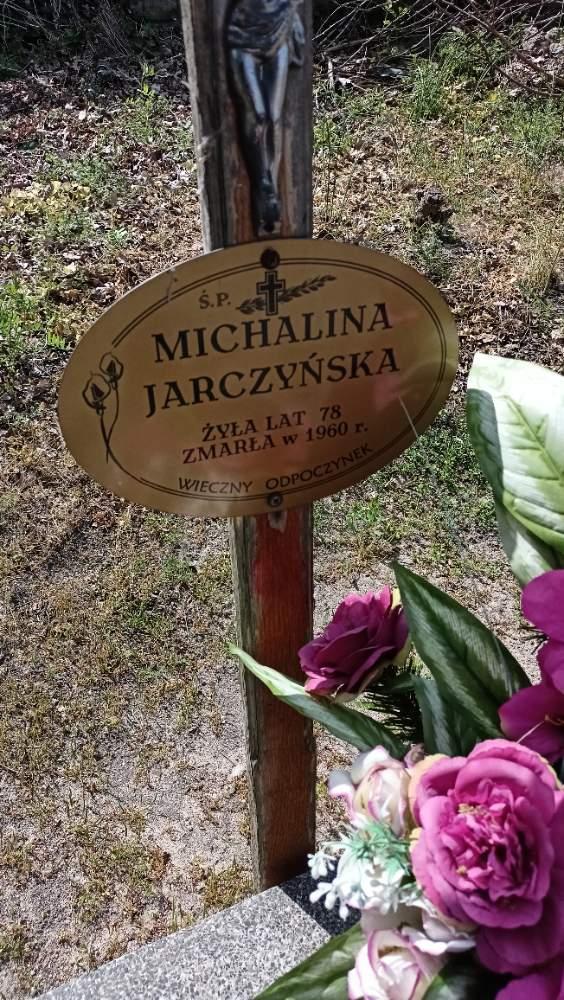 Ś.P.
MICHALINA
JARCZYŃSKA
ŻYŁA LAT 78
ZMARŁA w 1960 r.
WIECZNY ODPOCZYNEK